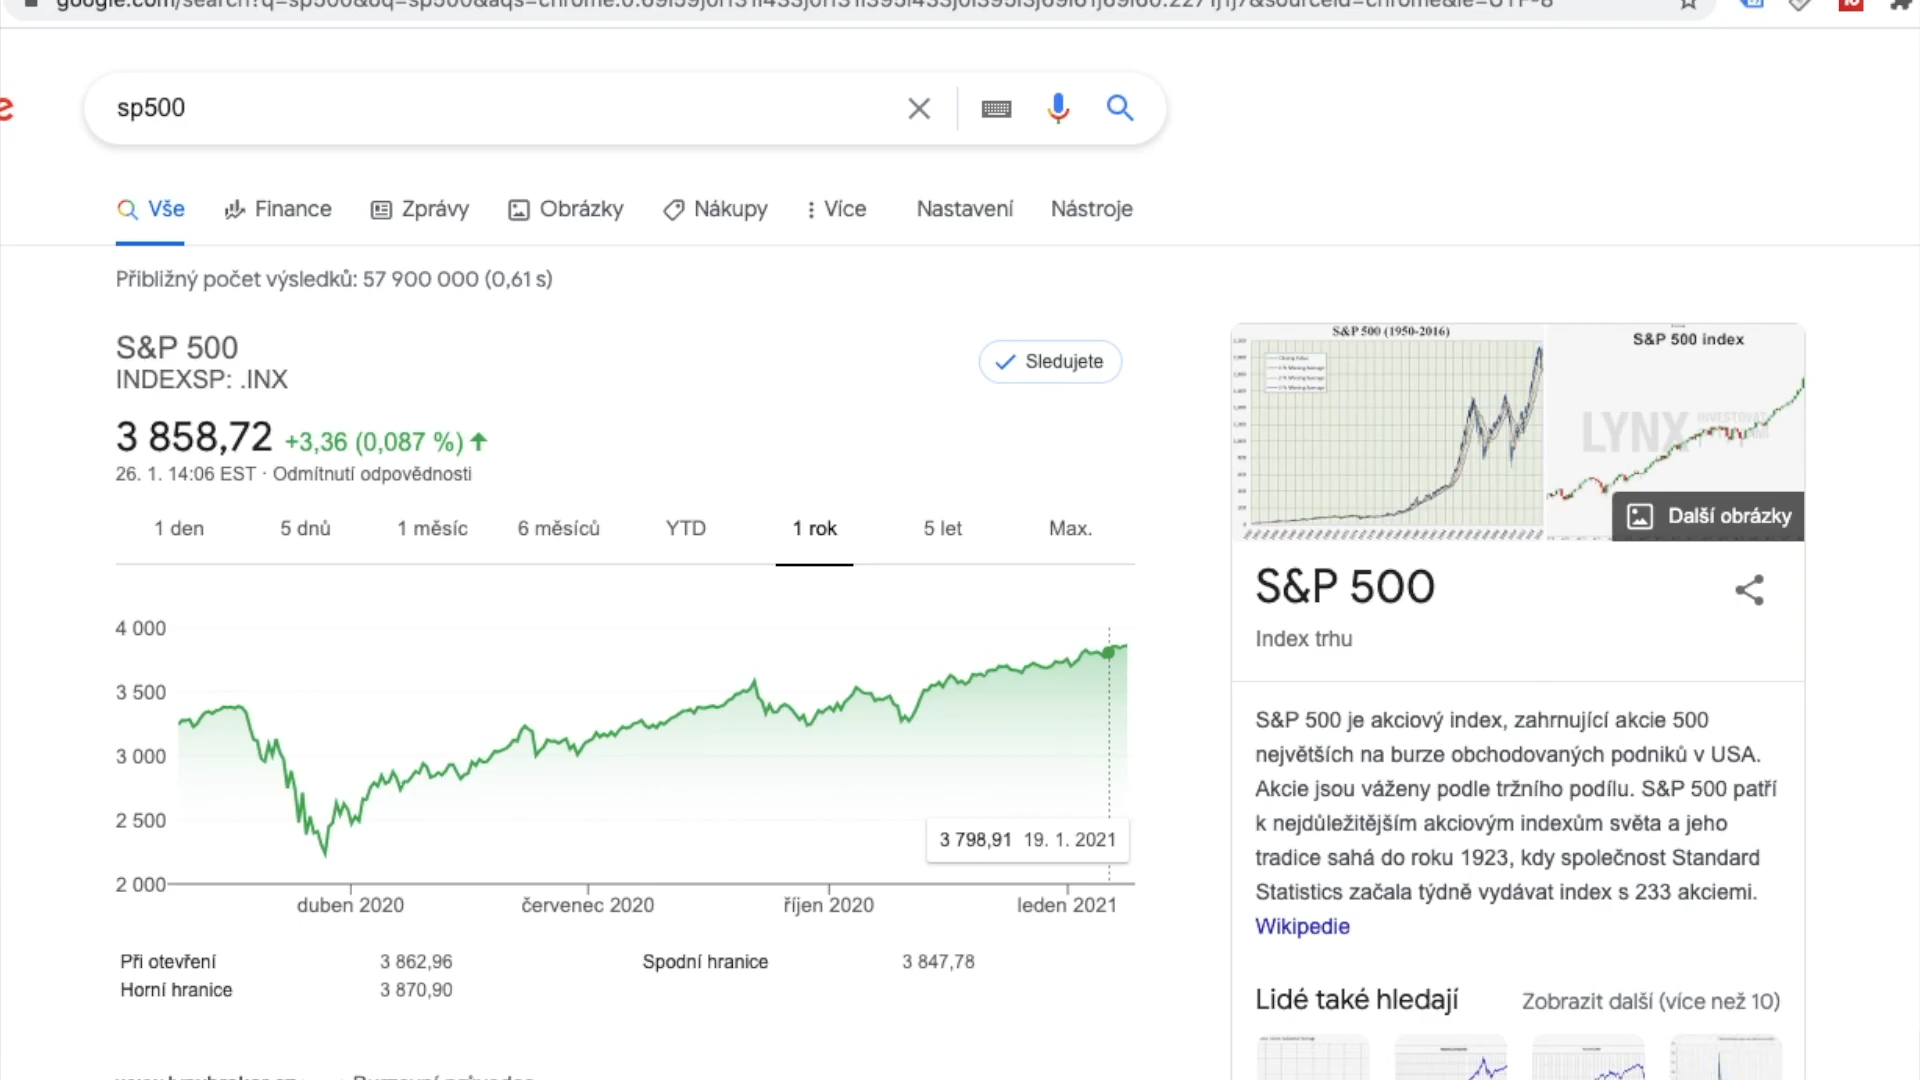 sp500
Vše Finance Zprávy Obrázky Nákupy Více Nastavení Nástroje
Přibližný počet výsledků: 57 900 000 (0,61 s)
S&P 500
INDEXSP: .INX
Sledujete
3 858,72 +3,36 (0,087 %)
26. 1. 14:06 EST · Odmítnutí odpovědnosti
1 den 5 dnů 1 měsíc 6 měsíců YTD 1 rok 5 let Max.
4 000
3 500
3 000
2 500
2 000
3 798,91 19. 1. 2021
duben 2020 červenec 2020 říjen 2020 leden 2021
Při otevření 3 862,96 Spodní hranice 3 847,78
Horní hranice 3 870,90
S&P 500 (1950-2016)
S&P 500 index
LYNX
Další obrázky
S&P 500
Index trhu
S&P 500 je akciový index, zahrnující akcie 500
největších na burze obchodovaných podniků v USA.
Akcie jsou váženy podle tržního podílu. S&P 500 patří
k nejdůležitějším akciovým indexům světa a jeho
tradice sahá do roku 1923, kdy společnost Standard
Statistics začala týdně vydávat index s 233 akciemi.
Wikipedie
Lidé také hledají Zobrazit další (více než 10)